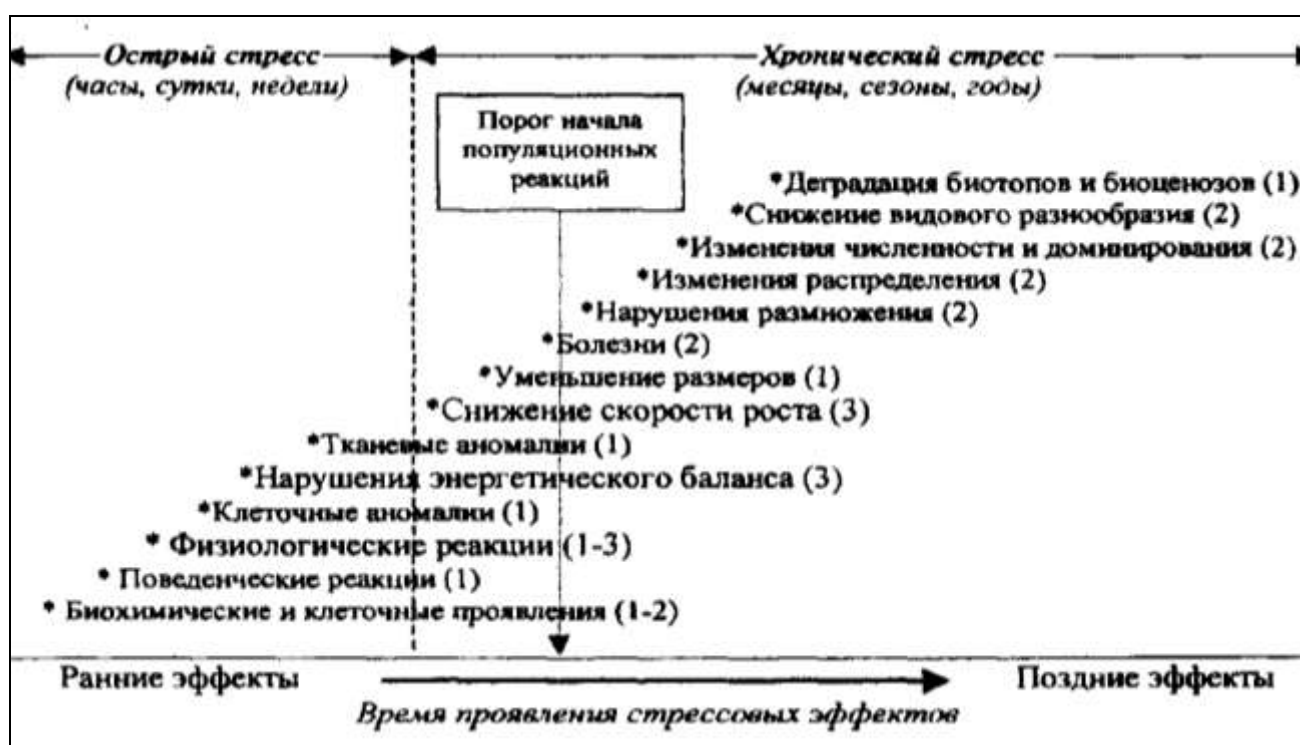 Острый стресс
(часы, сутки, недели)
Хронический стресс
(месяцы, сезоны, годы)
Порог начала
популяционных
реакций
*Деградация биотопов и биоценозов (1)
*Снижение видового разнообразия (2)
*Изменения численности и доминирования (2)
*Изменения распределения (2)
*Нарушения размножения (2)
*Болезни (2)
*Уменьшение размеров (1)
*Снижение скорости роста (3)
*Тканевые аномалии (1)
*Нарушения энергетического баланса (3)
*Клеточные аномалии (1)
* Физиологические реакции (1-3)
* Поведенческие реакции (1)
* Биохимические и клеточные проявления (1-2)
Ранние эффекты
Поздние эффекты
Время проявления стрессовых эффектов